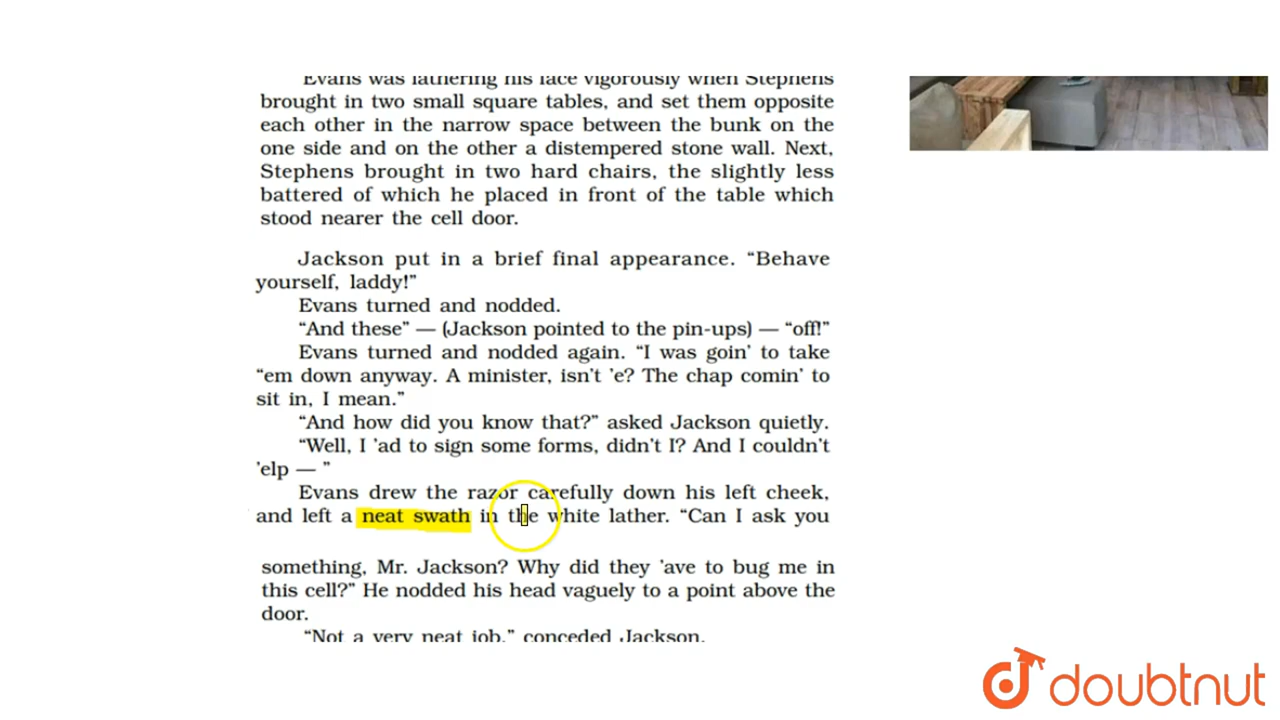 Evans was lathering his face vigorously when Stephens
brought in two small square tables, and set them opposite
each other in the narrow space between the bunk on the
one side and on the other a distempered stone wall. Next,
Stephens brought in two hard chairs, the slightly less
battered of which he placed in front of the table which
stood nearer the cell door.
Jackson put in a brief final appearance. “Behave
yourself, laddy!”
Evans turned and nodded.
“And these” — (Jackson pointed to the pin-ups) — “off!”
Evans turned and nodded again. “I was goin’ to take
“em down anyway. A minister, isn’t ’e? The chap comin’ to
sit in, I mean.”
“And how did you know that?” asked Jackson quietly.
“Well, I ’ad to sign some forms, didn’t I? And I couldn’t
’elp — ”
Evans drew the razor carefully down his left cheek,
and left a neat swath in the white lather. “Can I ask you
something, Mr. Jackson? Why did they ’ave to bug me in
this cell?” He nodded his head vaguely to a point above the
door.
“Not a very neat job,” conceded Jackson.
doubtnut